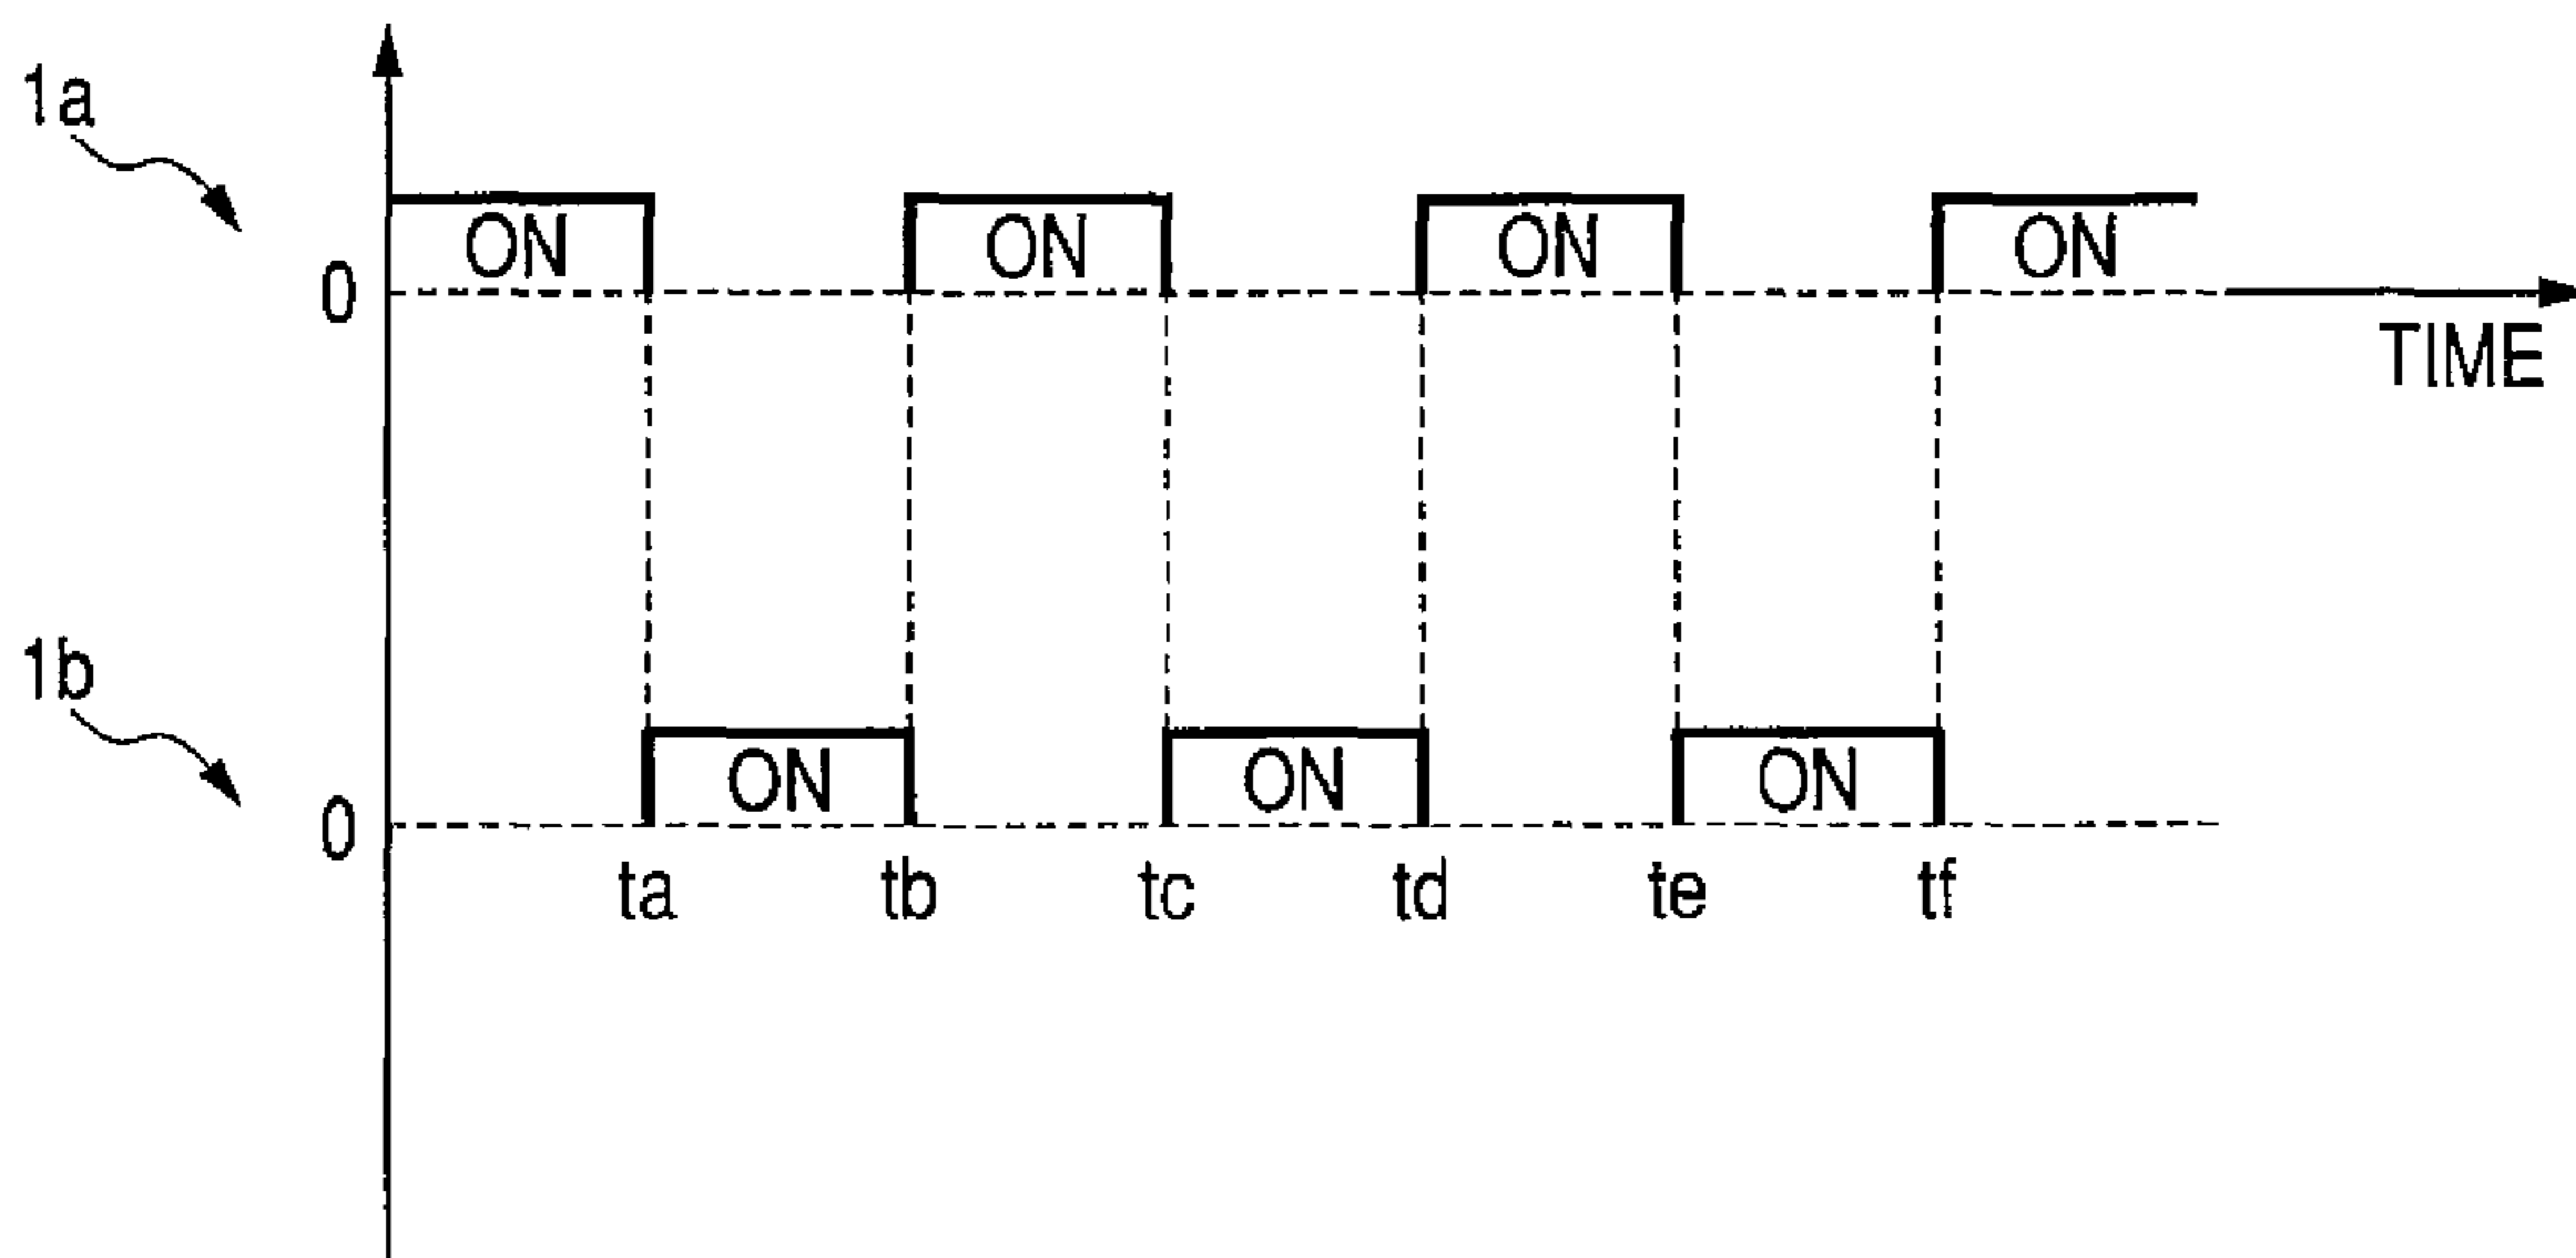 1a
ON ON ON ON
0
TIME
1b
ON ON ON
0
ta tb tc td te tf